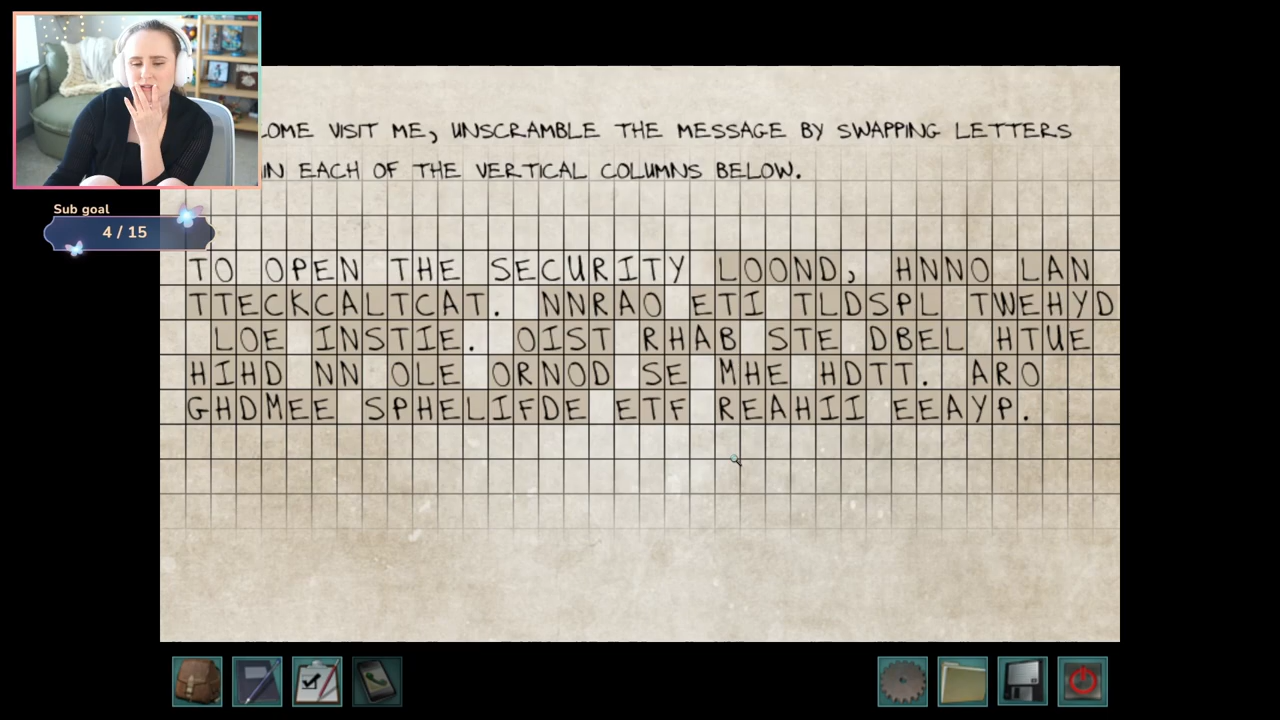 Sub goal
4 / 15
OME VISIT ME, UNSCRAMBLE THE MESSAGE BY SWAPPING LETTERS
IN EACH OF THE VERTICAL COLUMNS BELOW.
TO OPEN THE SECURITY LOOND, HNNO LAN
TTECKCALTCAT. NNRAO ETI TLDSPL TWEHYD
LOE INSTIE. OIST RHAB STE DBEL HTUE
HIHD NN OLE ORNOD SE MHE HDTT. ARO
GHDMEE SPHELIFDE ETF REAHII EEAYP.